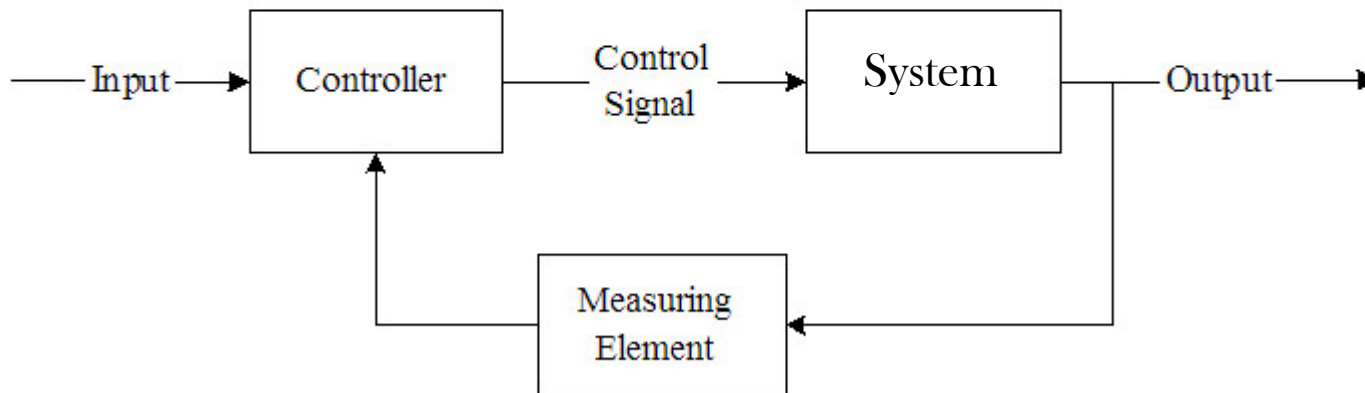 Input
Controller
Control
Signal
System
Output
Measuring
Element